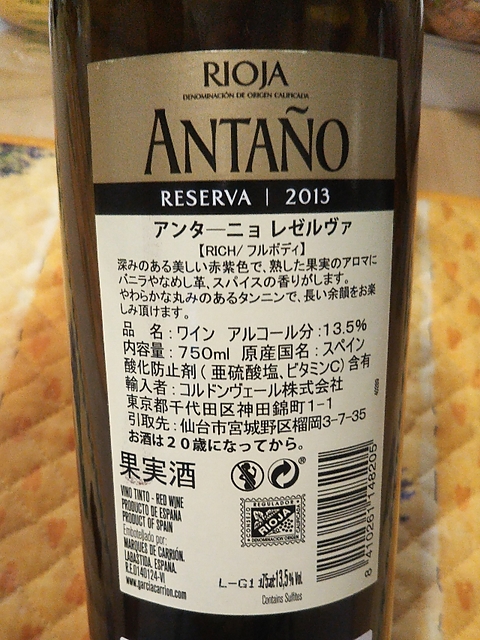 RIOJA
DENOMINACIÓN DE ORIGEN CALIFICADA
ANTAÑO
RESERVA | 2013
アンターニョ レゼルヴァ
【RICH/フルボディ】
深みのある美しい赤紫色で、熟した果実のアロマに
バニラやなめし革、スパイスの香りがします。
やわらかな丸みのあるタンニンで、長い余韻をお楽
しみ頂けます。
品 名:ワイン アルコール分:13.5%
内容量:750ml 原産国名:スペイン
酸化防止剤(亜硫酸塩、ビタミンC)含有
輸入者:コルドンヴェール株式会社
東京都千代田区神田錦町1-1
引取先:仙台市宮城野区榴岡3-7-35
お酒は20歳になってから。
果実酒
VINO TINTO - RED WINE
PRODUCTO DE ESPAÑA
PRODUCT OF SPAIN
Embotellado por:
MARQUES DE CARRIÓN.
LABASTIDA. ESPAÑA.
R.E.0140124-VI
www.garciacarrion.com
CONSEJO REGULADOR
RIOJA
DENOMINACION ORIGEN
L-G1
75cl 13,5% Vol.
Contains Sulfites
8 410261 148205